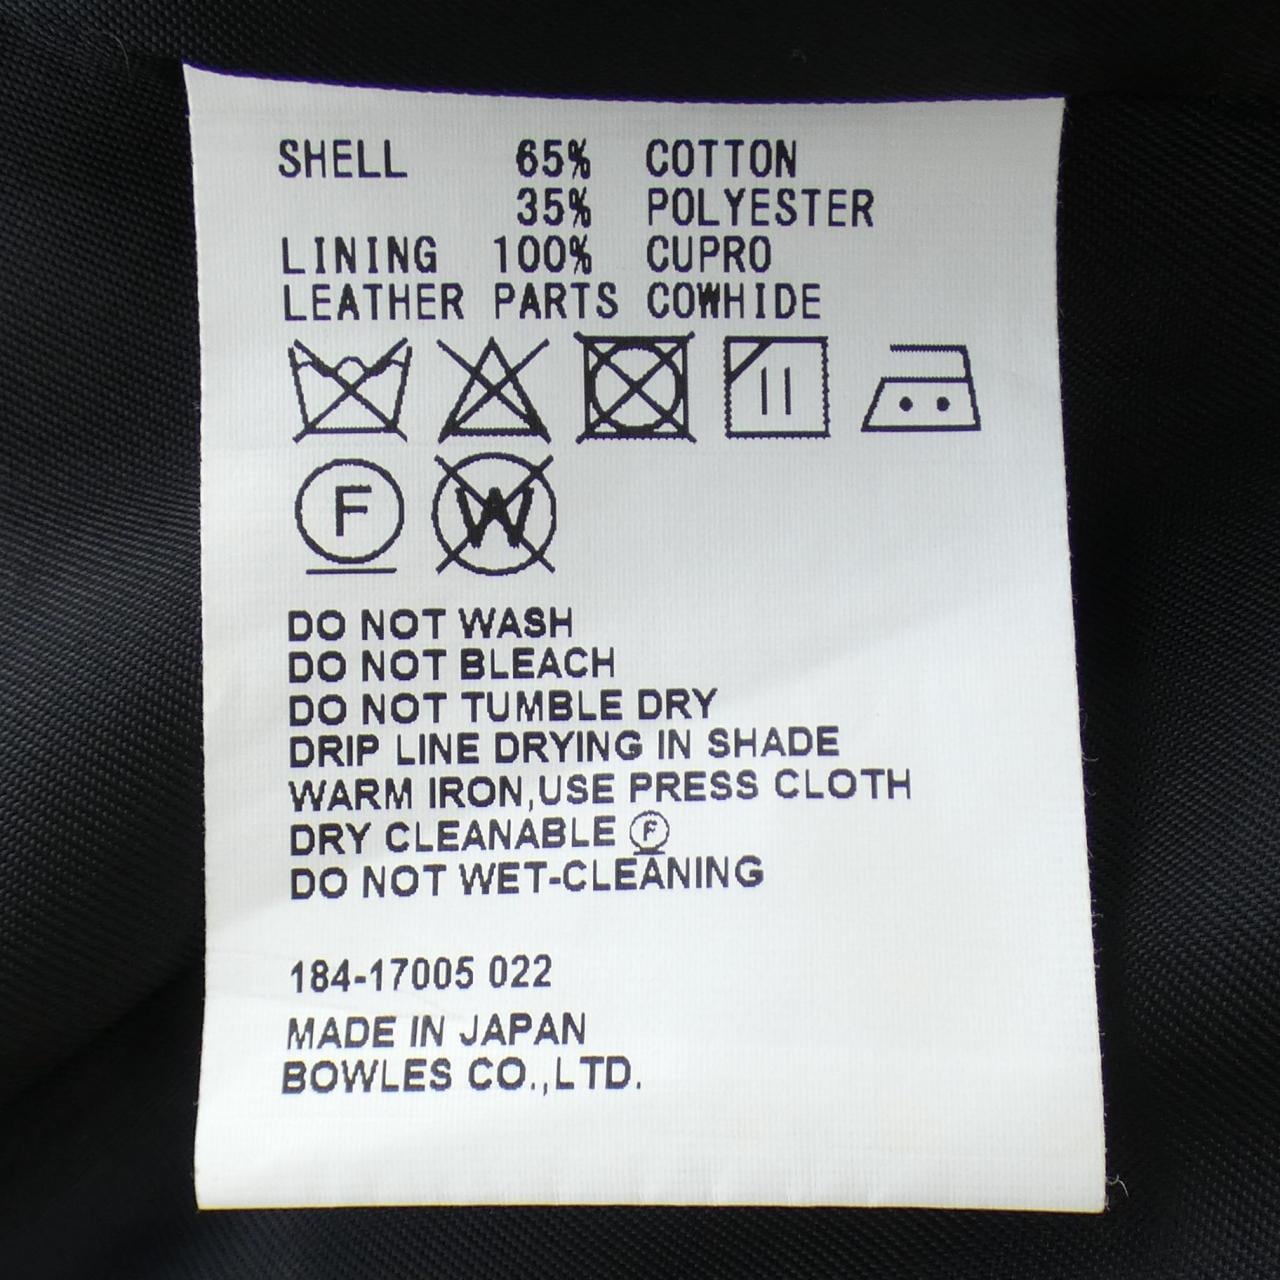 SHELL 65% COTTON
35% POLYESTER
LINING 100% CUPRO
LEATHER PARTS COWHIDE
F W
DO NOT WASH
DO NOT BLEACH
DO NOT TUMBLE DRY
DRIP LINE DRYING IN SHADE
WARM IRON,USE PRESS CLOTH
DRY CLEANABLE F
DO NOT WET-CLEANING
184-17005 022
MADE IN JAPAN
BOWLES CO.,LTD.